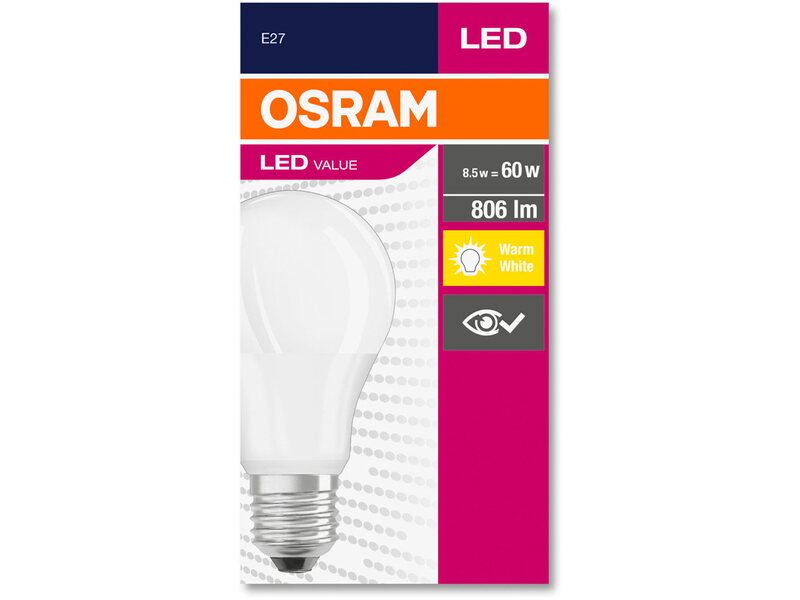 E27
LED
OSRAM
LED VALUE
8.5 w = 60 w
806 lm
Warm
White